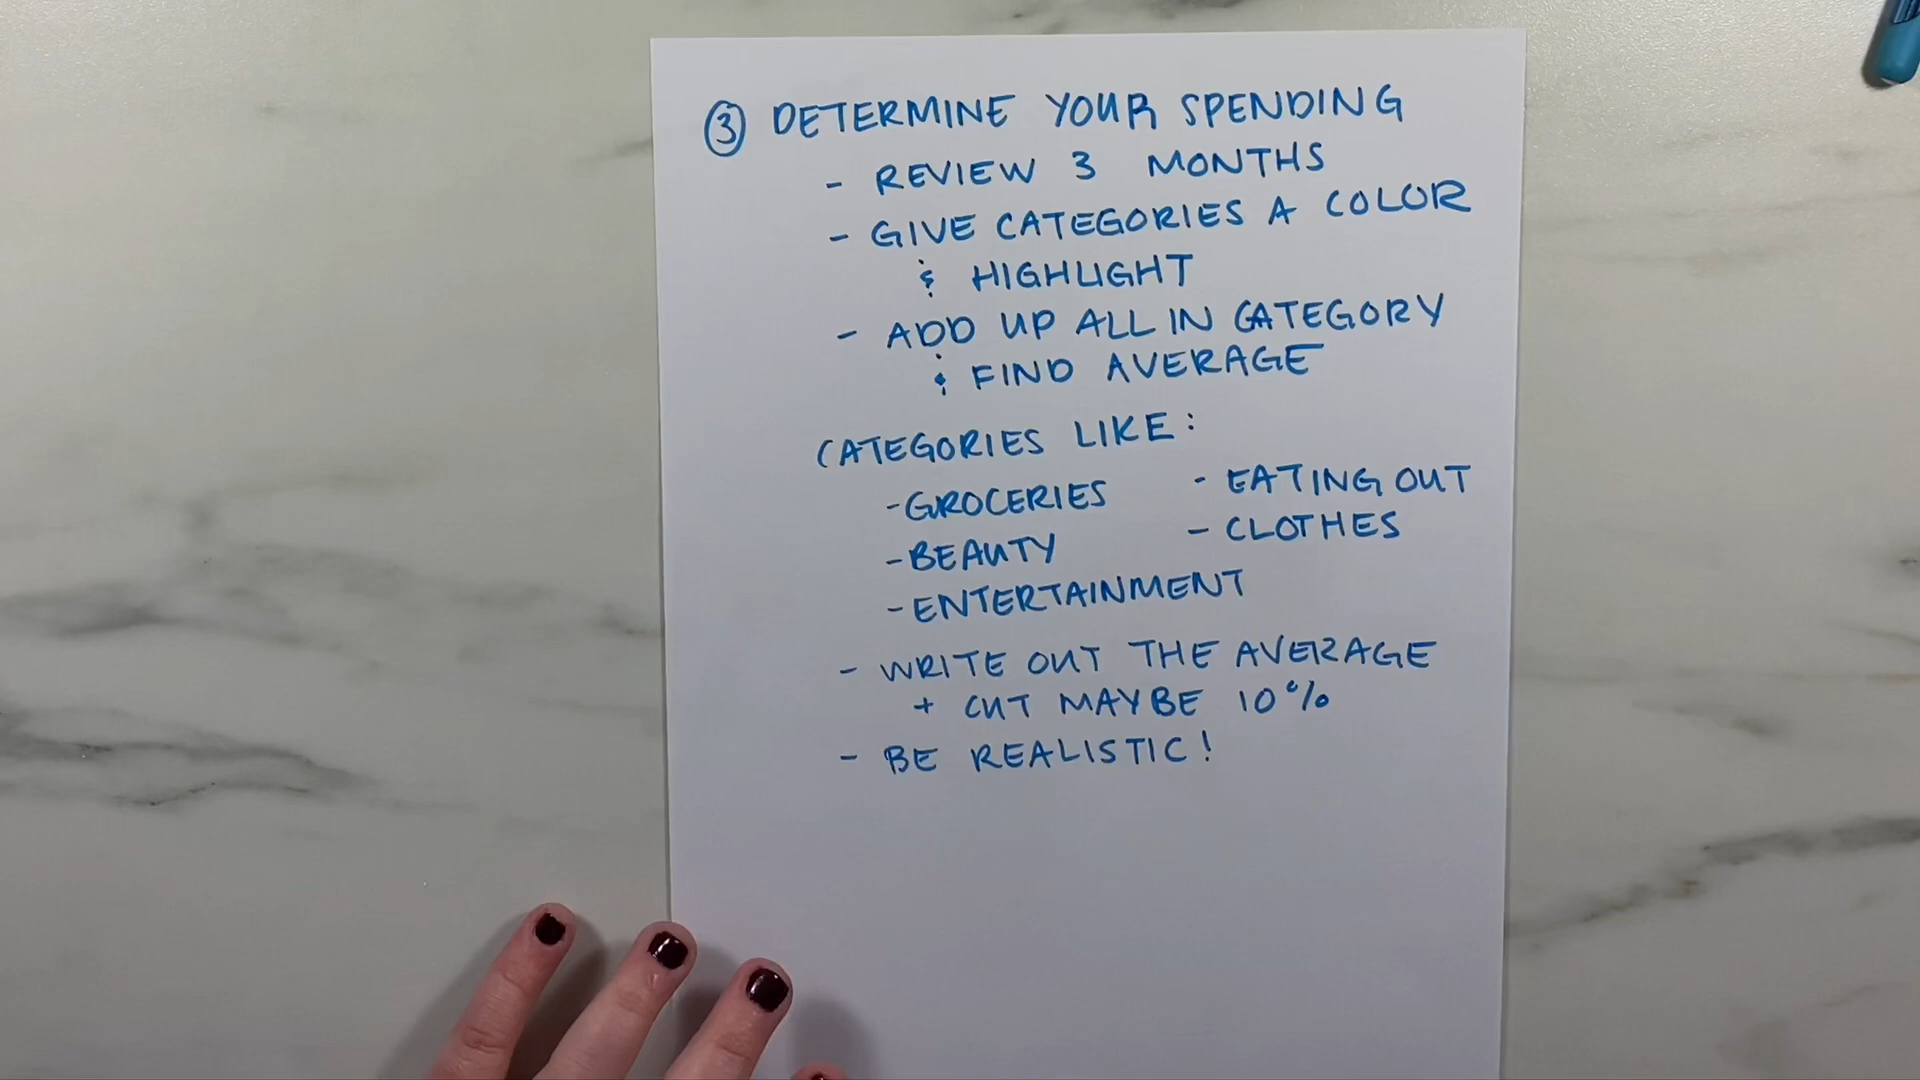 ③ DETERMINE YOUR SPENDING
- REVIEW 3 MONTHS
- GIVE CATEGORIES A COLOR
& HIGHLIGHT
- ADD UP ALL IN CATEGORY
& FIND AVERAGE
CATEGORIES LIKE:
- GROCERIES
- EATING OUT
- BEAUTY
- CLOTHES
- ENTERTAINMENT
- WRITE OUT THE AVERAGE
+ CUT MAYBE 10%
- BE REALISTIC!